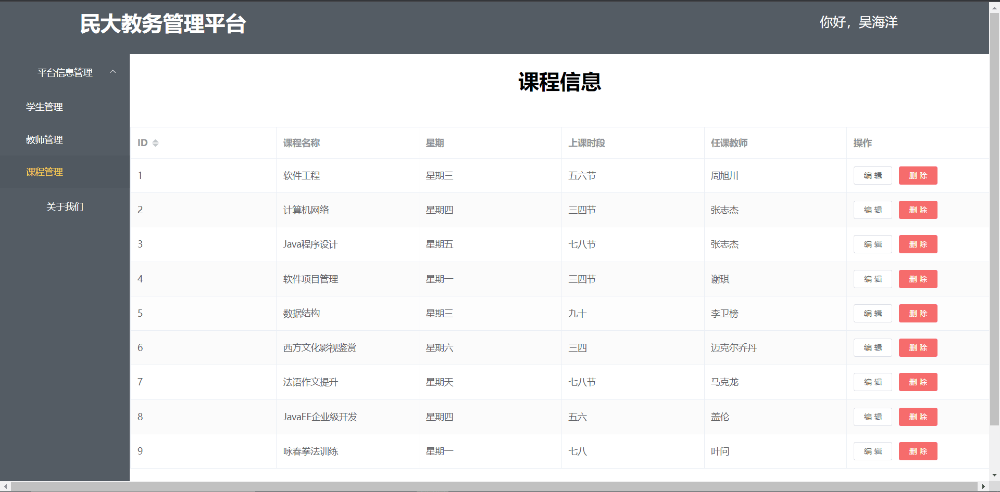 民大教务管理平台
你好，吴海洋
平台信息管理
学生管理
教师管理
课程管理
关于我们
课程信息
ID 课程名称 星期 上课时段 任课教师 操作
1 软件工程 星期三 五六节 周旭川 编 辑 删 除
2 计算机网络 星期四 三四节 张志杰 编 辑 删 除
3 Java程序设计 星期五 七八节 张志杰 编 辑 删 除
4 软件项目管理 星期一 三四节 谢琪 编 辑 删 除
5 数据结构 星期三 九十 李卫榜 编 辑 删 除
6 西方文化影视鉴赏 星期六 三四 迈克尔乔丹 编 辑 删 除
7 法语作文提升 星期天 七八节 马克龙 编 辑 删 除
8 JavaEE企业级开发 星期四 五六 盖伦 编 辑 删 除
9 咏春拳法训练 星期一 七八 叶问 编 辑 删 除